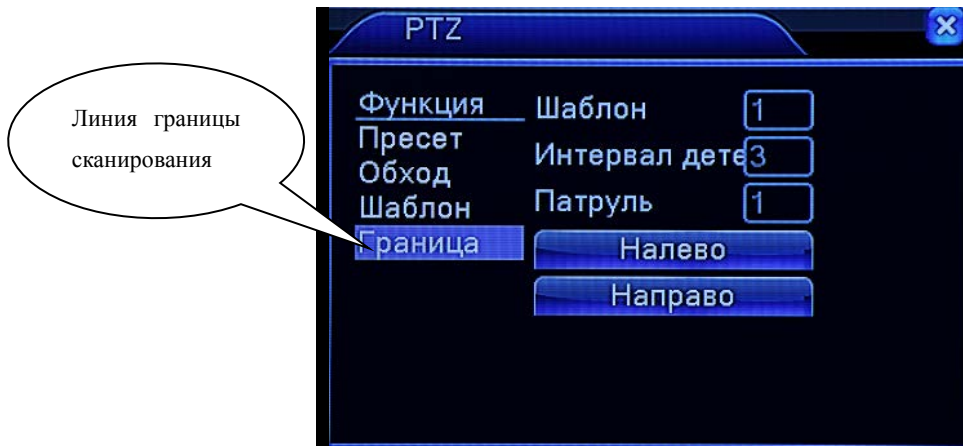 PTZ
Линия границы
сканирования
Функция
Пресет
Обход
Шаблон
Граница
Шаблон 1
Интервал дете 3
Патруль 1
Налево
Направо